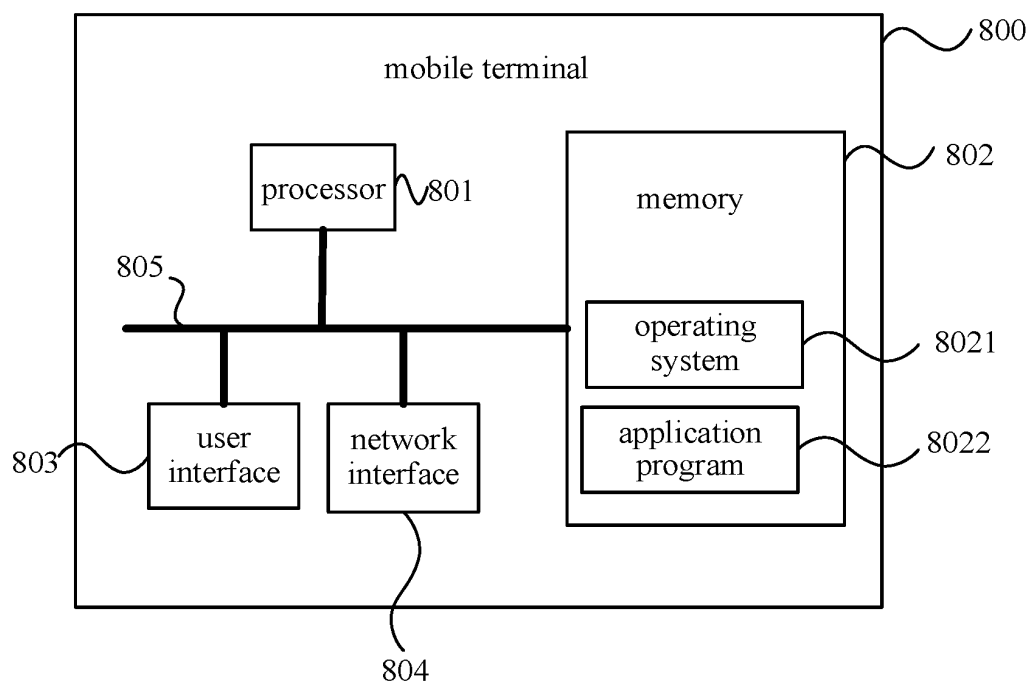 800
mobile terminal
802
processor
801
memory
805
operating
system
8021
user
interface
803
network
interface
application
program
8022
804